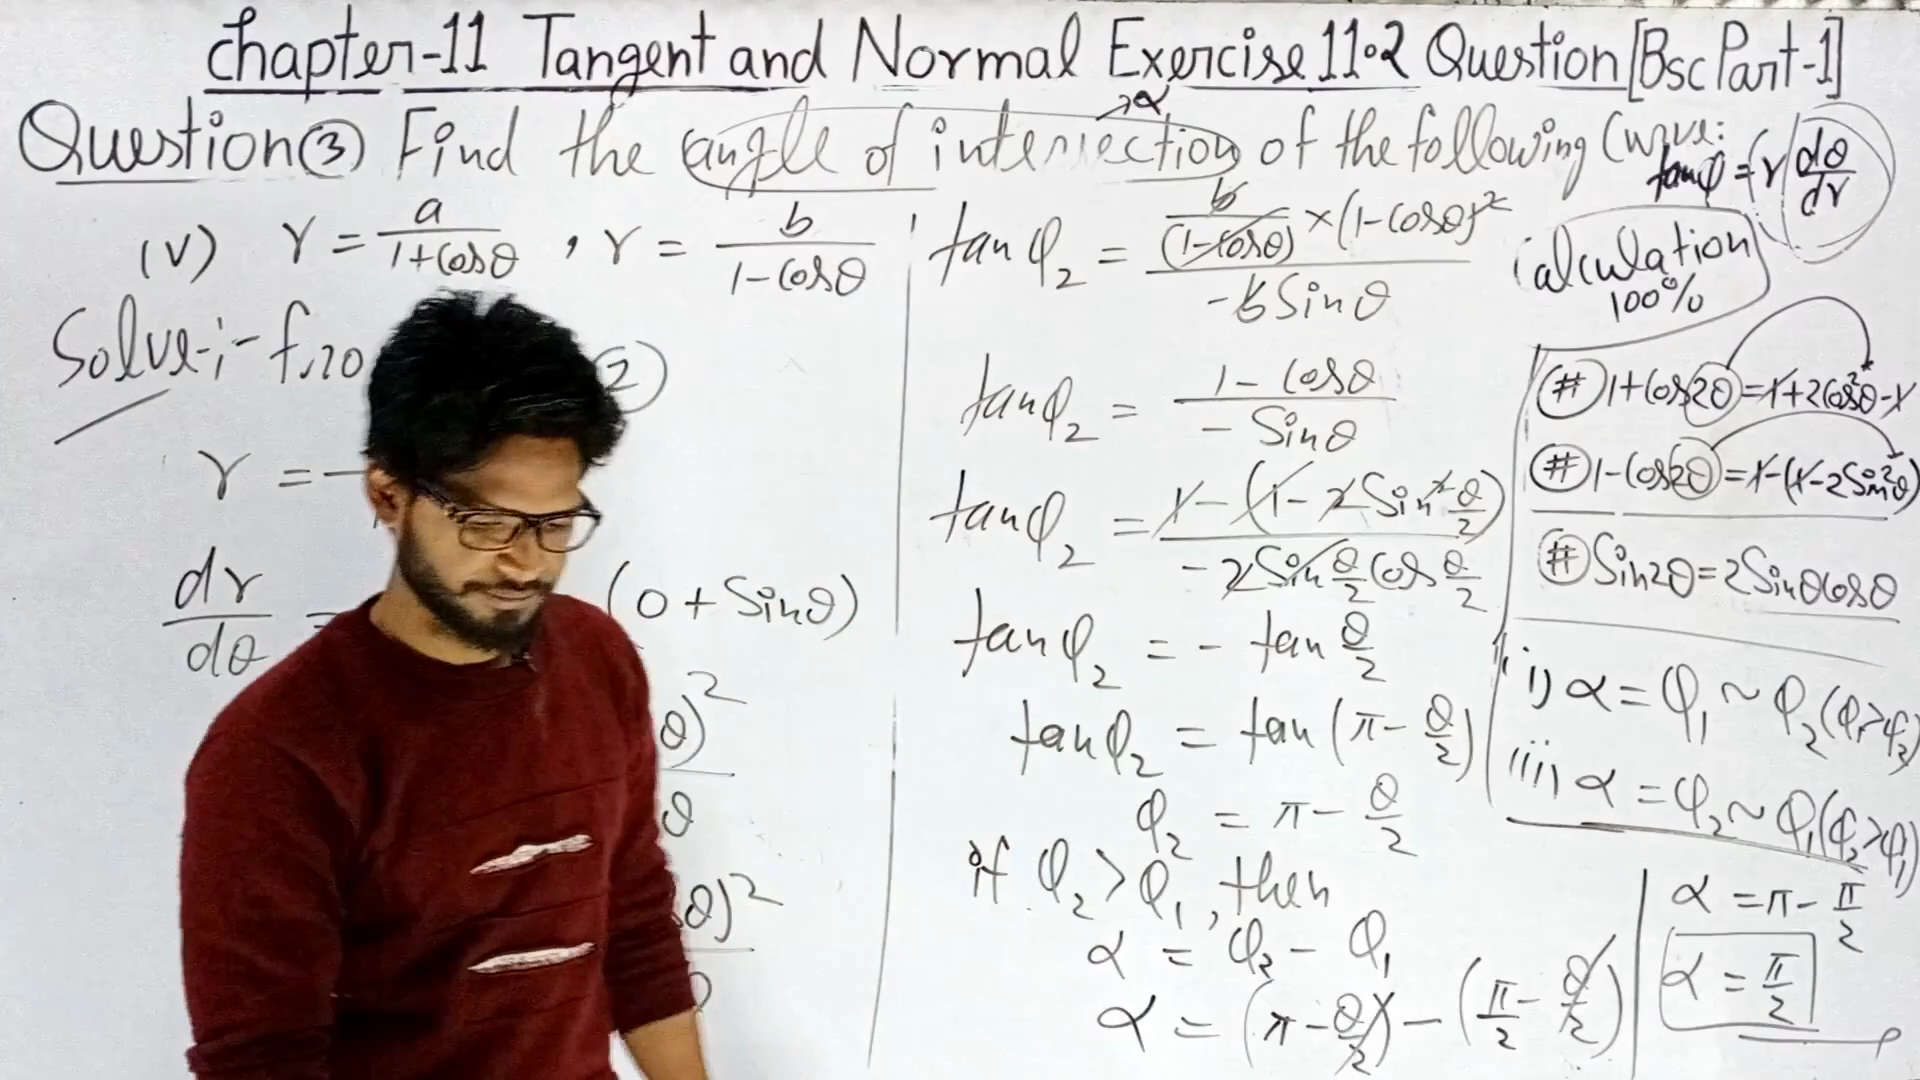 Chapter-11 Tangent and Normal Exercise 11.2 Question [Bsc Part-1]
Question ③ Find the angle of intersection of the following Curve:
→α
tanφ = (r dθ/dr
(v) r = a/(1+Cosθ) , r = b/(1-Cosθ)
Solve:-
2)
r =
dr/dθ = (0 + Sinθ)
θ)²
θ
θ)²
tanφ₂ = b/(1-Cosθ) × (1-Cosθ)² / -bSinθ
tanφ₂ = 1-Cosθ / -Sinθ
tanφ₂ = 1-(1-2Sin²θ/2) / -2Sinθ/2 Cosθ/2
tanφ₂ = - tan θ/2
tanφ₂ = tan(π - θ/2)
φ₂ = π - θ/2
if φ₂ > φ₁, then
α = φ₂ - φ₁
α = (π - θ/2) - (π/2 - θ/2)
Calculation
100%
(#) 1+Cos2θ = 1+2Cos²θ-1
(#) 1-Cos2θ = 1-(1-2Sin²θ)
(#) Sin2θ = 2SinθCosθ
ii) α = φ₁ ~ φ₂ (φ₁>φ₂)
iii) α = φ₂ ~ φ₁ (φ₂>φ₁)
α = π - π/2
α = π/2